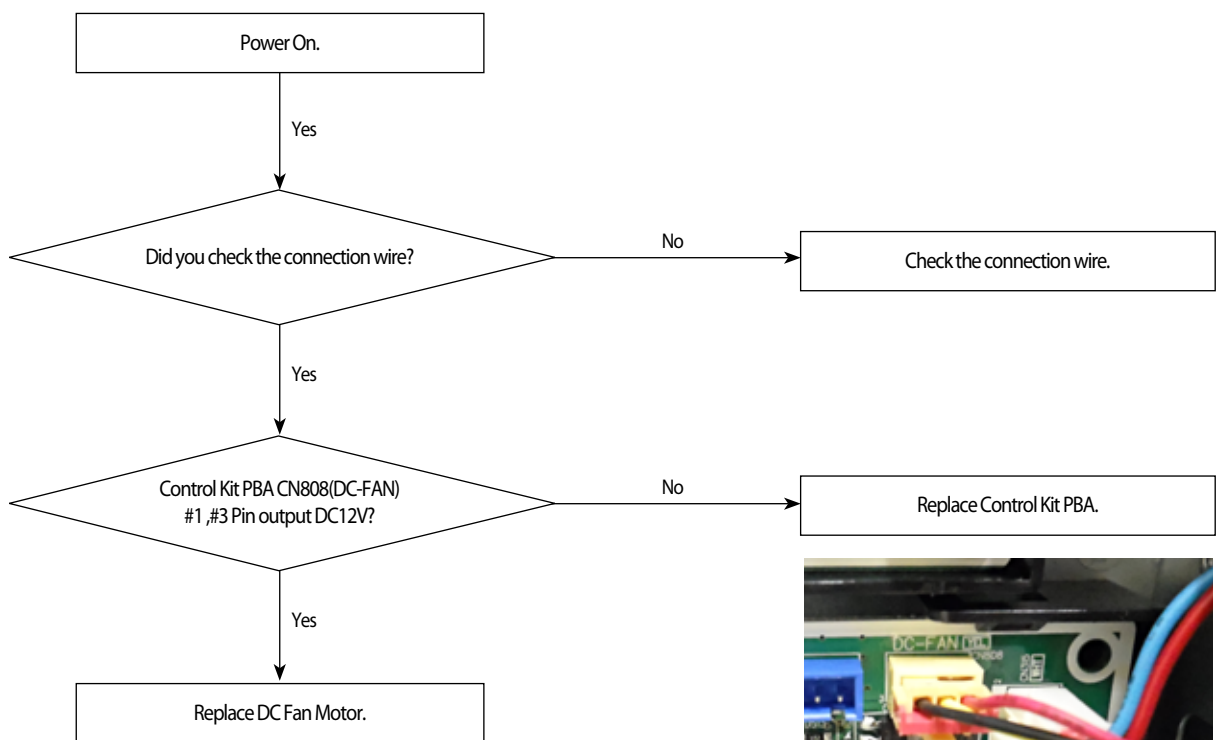 Power On.
Yes
Did you check the connection wire?
No
Check the connection wire.
Yes
Control Kit PBA CN808(DC-FAN)
#1 ,#3 Pin output DC12V?
No
Replace Control Kit PBA.
Yes
Replace DC Fan Motor.
DC-FAN YEL
CN808